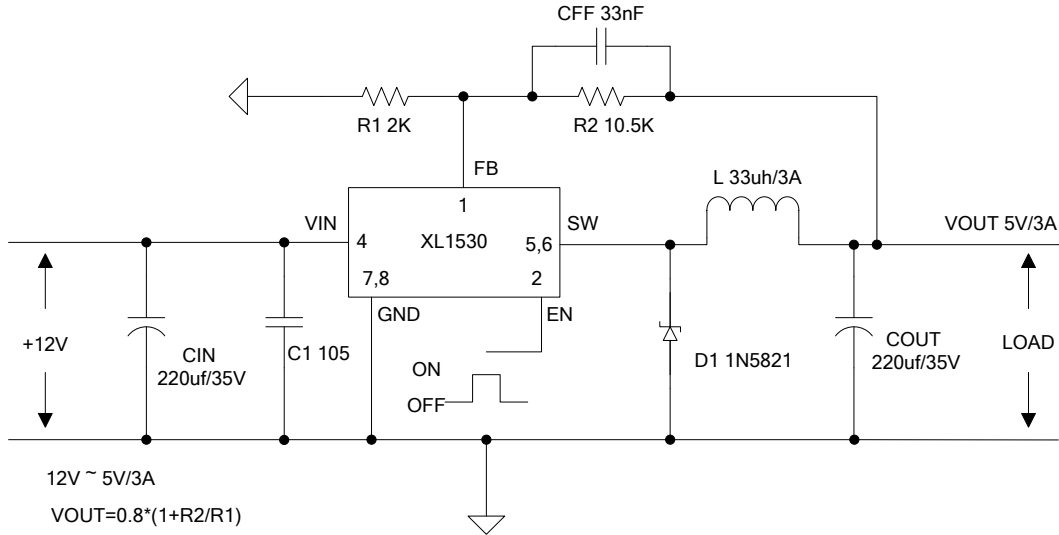 CFF 33nF
R1 2K
R2 10.5K
FB
L 33uh/3A
1
VIN
SW
VOUT 5V/3A
4
XL1530
5,6
7,8
2
GND
EN
+12V
CIN
220uf/35V
C1 105
ON
OFF
D1 1N5821
COUT
220uf/35V
LOAD
12V ~ 5V/3A
VOUT=0.8*(1+R2/R1)